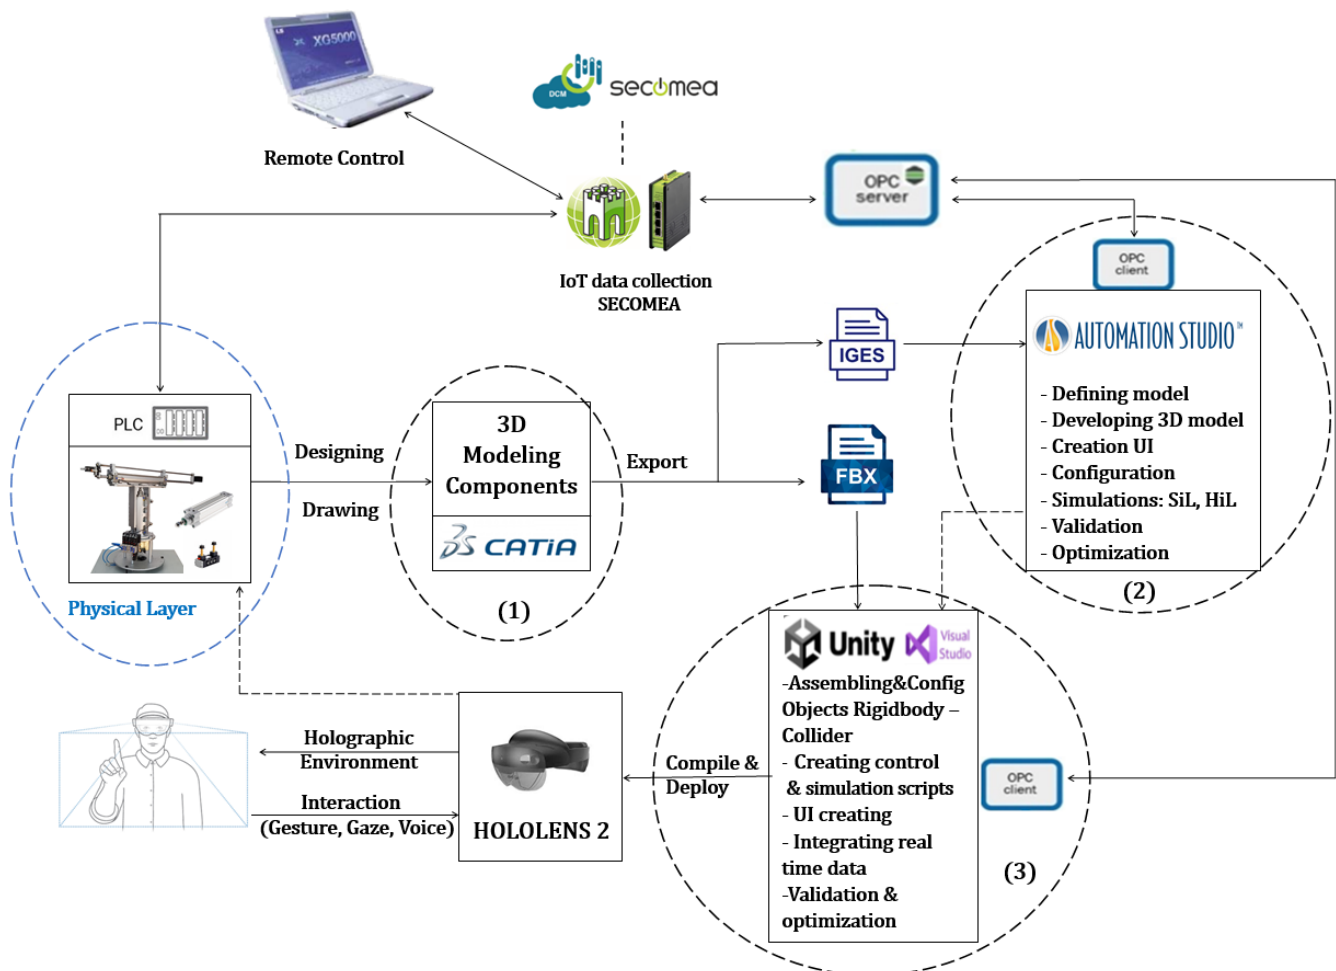 XG5000
DCM
secomea
Remote Control
OPC
server
IoT data collection
SECOMEA
OPC
client
IGES
AUTOMATION STUDIO™
PLC
3D
Modeling
Components
- Defining model
- Developing 3D model
- Creation UI
- Configuration
- Simulations: SiL, HiL
- Validation
- Optimization
Designing
Drawing
Export
FBX
CATIA
Physical Layer
(1)
(2)
Unity
Visual
Studio
-Assembling&Config
Objects Rigidbody –
Collider
- Creating control
& simulation scripts
- UI creating
- Integrating real
time data
-Validation &
optimization
OPC
client
(3)
Compile &
Deploy
Holographic
Environment
Interaction
(Gesture, Gaze, Voice)
HOLOLENS 2